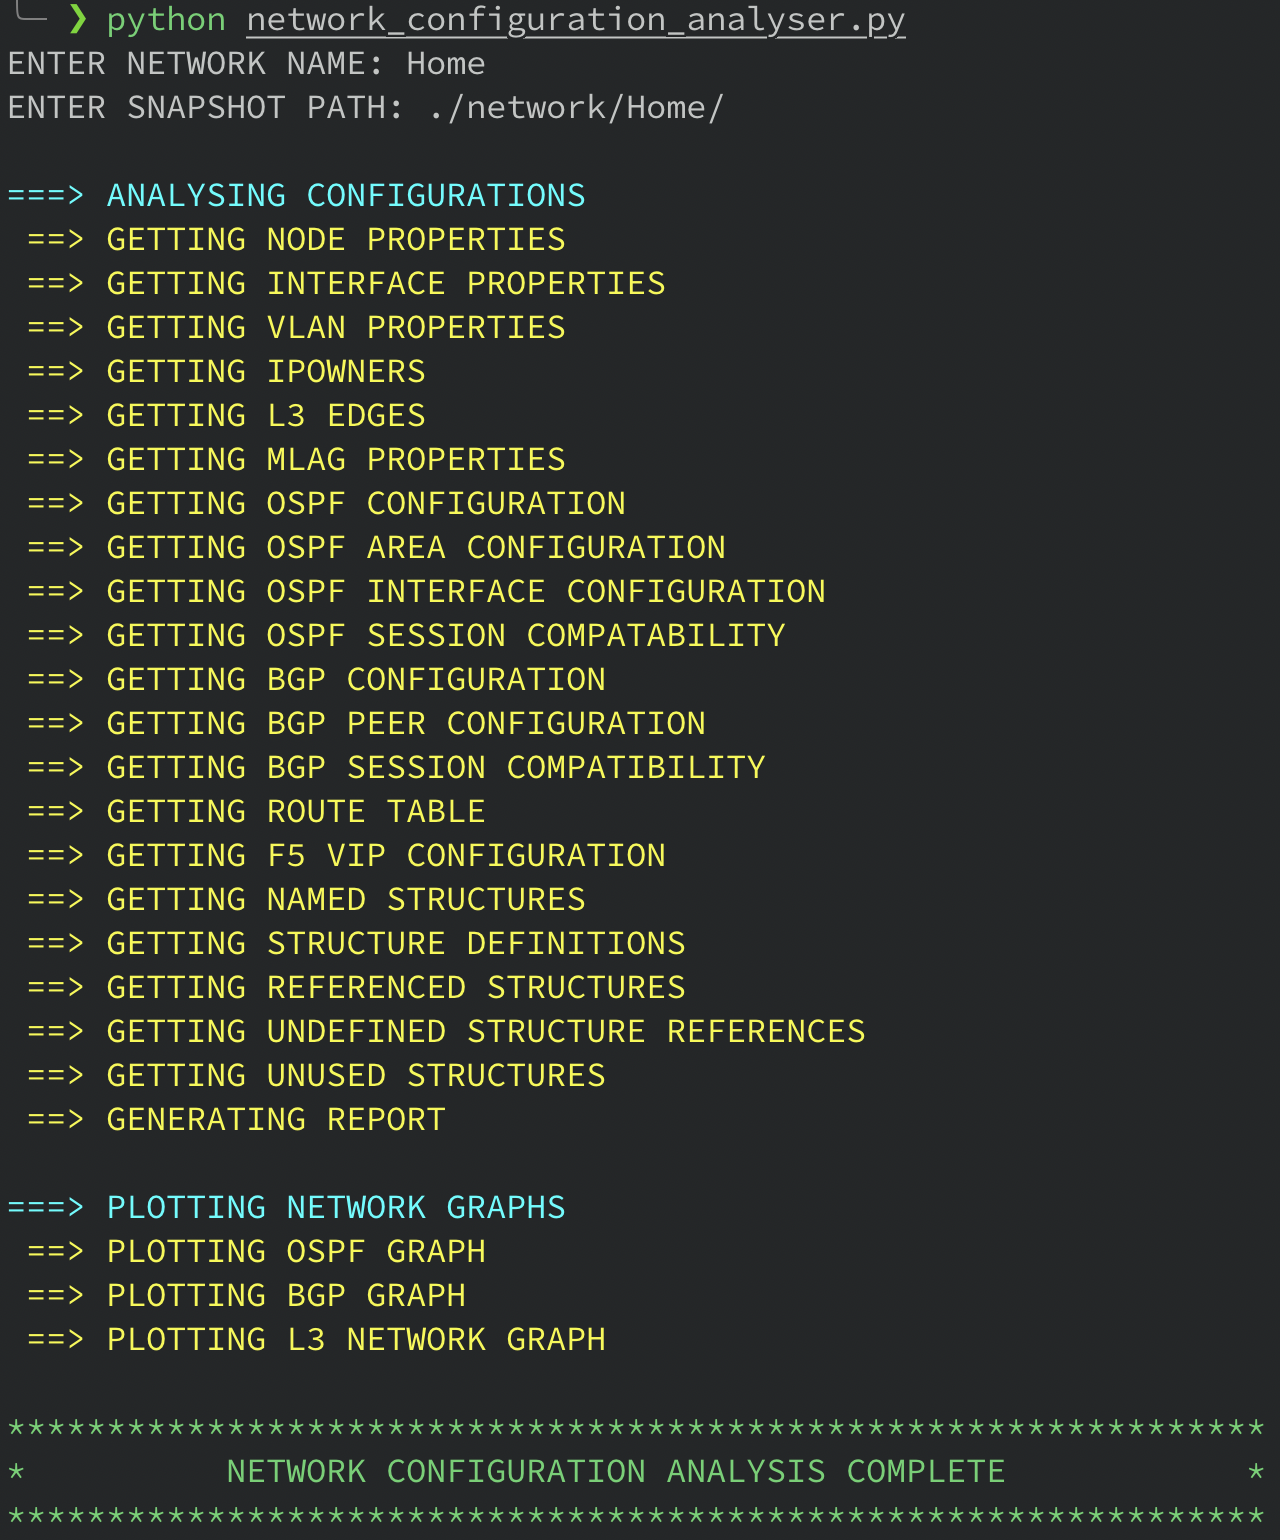 ❯ python network_configuration_analyser.py
ENTER NETWORK NAME: Home
ENTER SNAPSHOT PATH: ./network/Home/
===> ANALYSING CONFIGURATIONS
==> GETTING NODE PROPERTIES
==> GETTING INTERFACE PROPERTIES
==> GETTING VLAN PROPERTIES
==> GETTING IPOWNERS
==> GETTING L3 EDGES
==> GETTING MLAG PROPERTIES
==> GETTING OSPF CONFIGURATION
==> GETTING OSPF AREA CONFIGURATION
==> GETTING OSPF INTERFACE CONFIGURATION
==> GETTING OSPF SESSION COMPATABILITY
==> GETTING BGP CONFIGURATION
==> GETTING BGP PEER CONFIGURATION
==> GETTING BGP SESSION COMPATIBILITY
==> GETTING ROUTE TABLE
==> GETTING F5 VIP CONFIGURATION
==> GETTING NAMED STRUCTURES
==> GETTING STRUCTURE DEFINITIONS
==> GETTING REFERENCED STRUCTURES
==> GETTING UNDEFINED STRUCTURE REFERENCES
==> GETTING UNUSED STRUCTURES
==> GENERATING REPORT
===> PLOTTING NETWORK GRAPHS
==> PLOTTING OSPF GRAPH
==> PLOTTING BGP GRAPH
==> PLOTTING L3 NETWORK GRAPH
***************************************************************
* NETWORK CONFIGURATION ANALYSIS COMPLETE *
***************************************************************